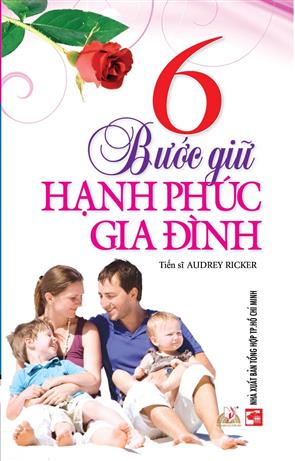 6
Bước giữ
HẠNH PHÚC
GIA ĐÌNH
Tiến sĩ AUDREY RICKER
NHÀ XUẤT BẢN TỔNG HỢP TP.HỒ CHÍ MINH